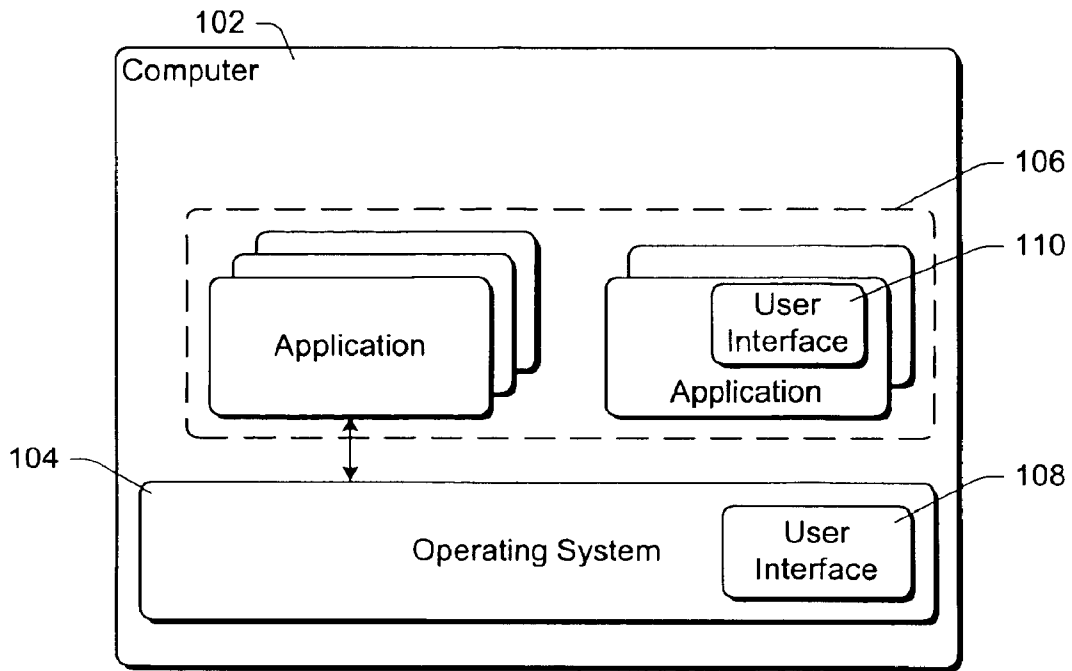 102
Computer
106
110
User
Interface
Application
Application
104
108
User
Interface
Operating System